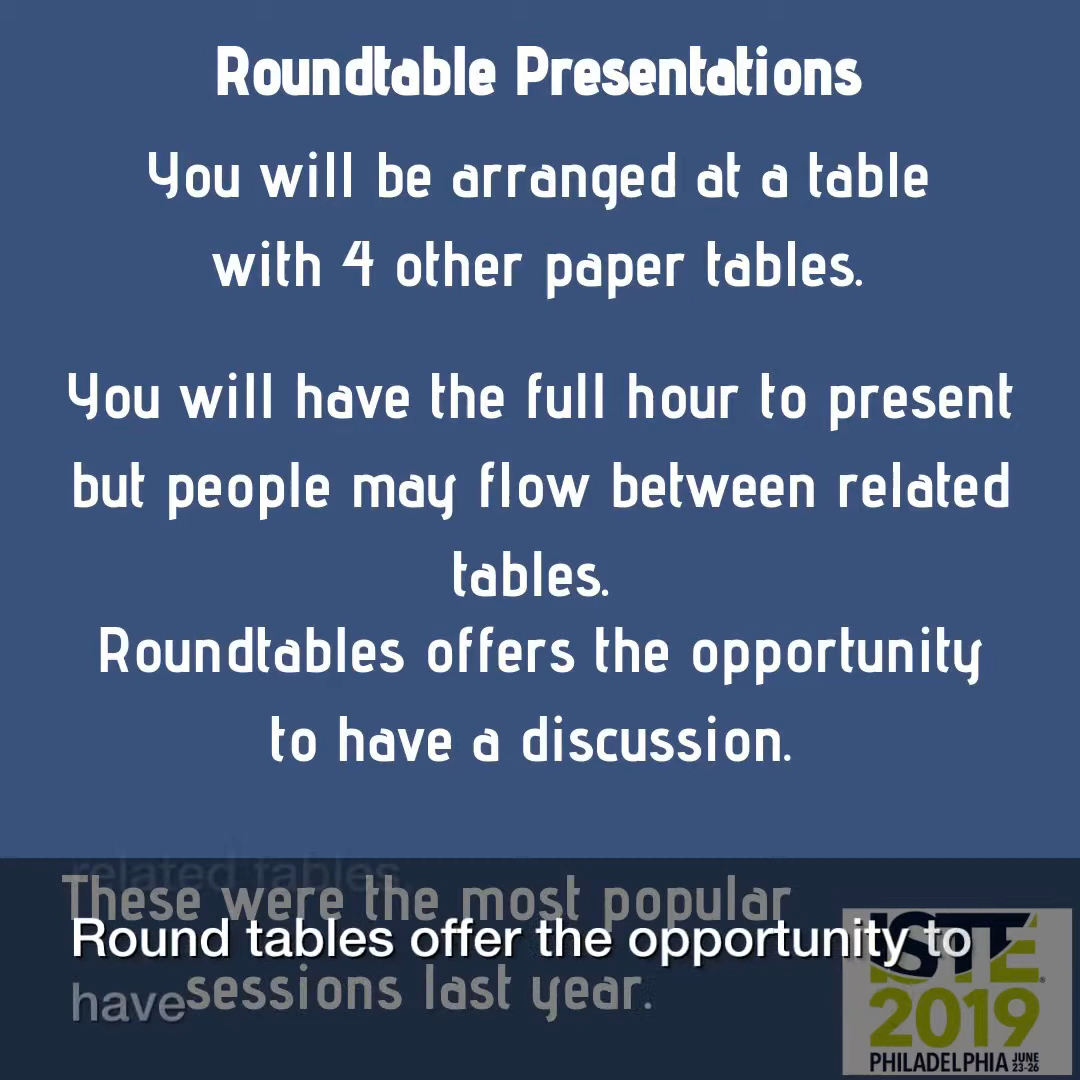 Roundtable Presentations
You will be arranged at a table
with 4 other paper tables.
You will have the full hour to present
but people may flow between related
tables.
Roundtables offers the opportunity
to have a discussion.
related tables
These were the most popular
Round tables offer the opportunity to
have
sessions last year.
ISTE
2019
PHILADELPHIA JUNE 23-26